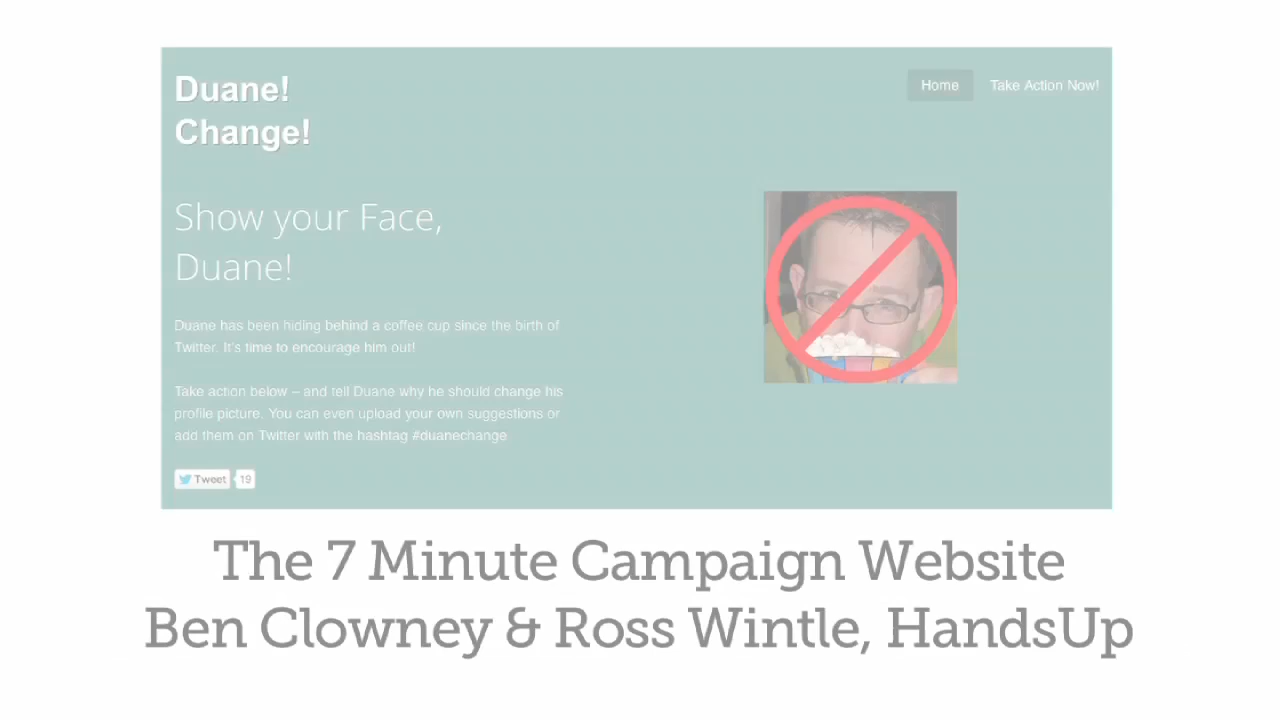 Duane!
Change!
Home
Take Action Now!
Show your Face,
Duane!
Duane has been hiding behind a coffee cup since the birth of
Twitter. It's time to encourage him out!
Take action below – and tell Duane why he should change his
profile picture. You can even upload your own suggestions or
add them on Twitter with the hashtag #duanechange
Tweet 19
The 7 Minute Campaign Website
Ben Clowney & Ross Wintle, HandsUp